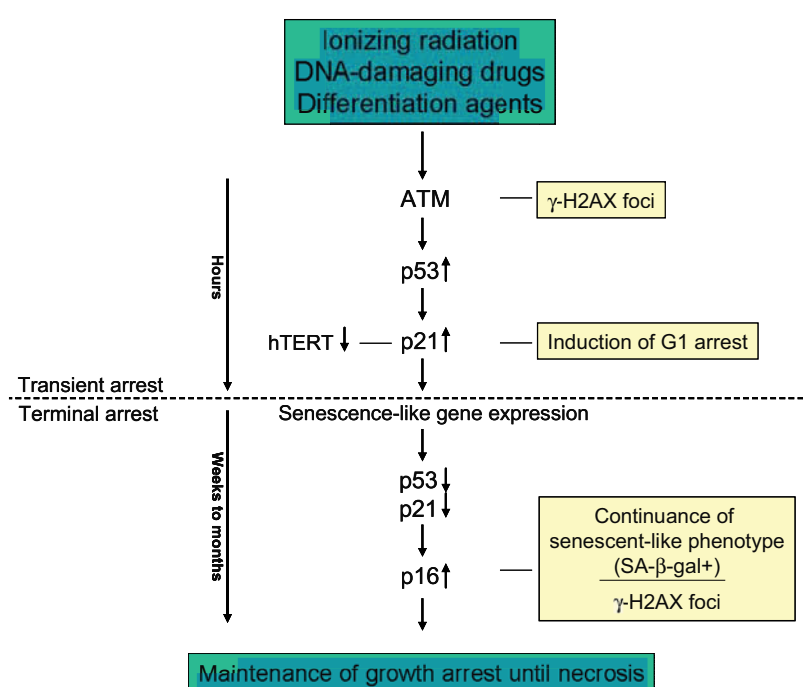 Ionizing radiation
DNA-damaging drugs
Differentiation agents
ATM
γ-H2AX foci
p53↑
Hours
hTERT ↓
p21↑
Induction of G1 arrest
Transient arrest
Terminal arrest
Senescence-like gene expression
Weeks to months
p53↓
p21↓
p16↑
Continuance of
senescent-like phenotype
(SA-β-gal+)
γ-H2AX foci
Maintenance of growth arrest until necrosis